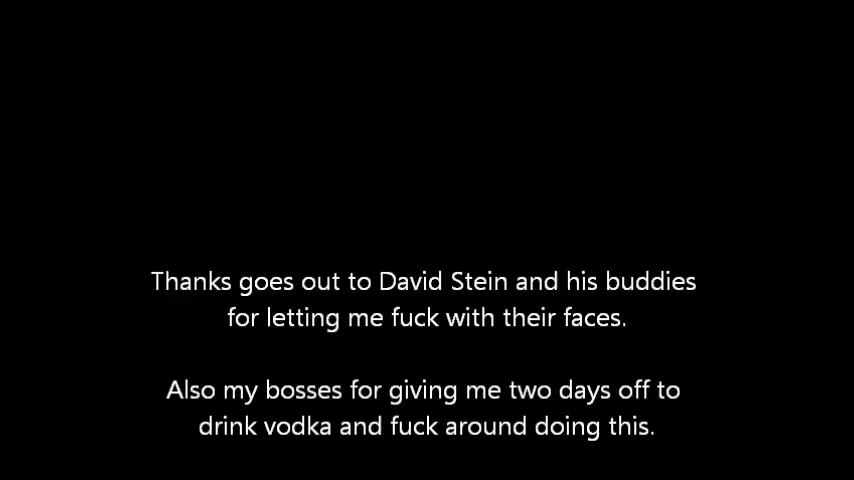 Thanks goes out to David Stein and his buddies
for letting me fuck with their faces.
Also my bosses for giving me two days off to
drink vodka and fuck around doing this.